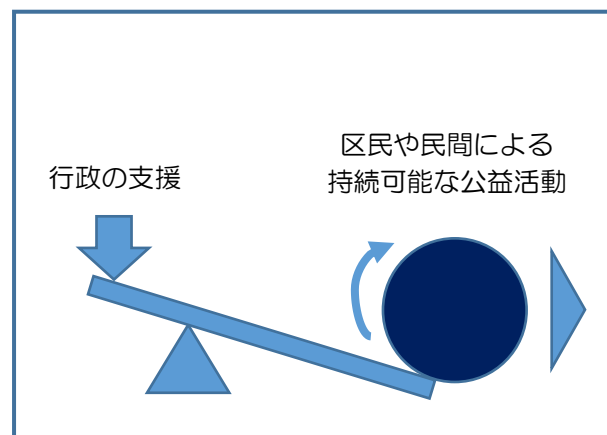 区民や民間による
持続可能な公益活動
行政の支援